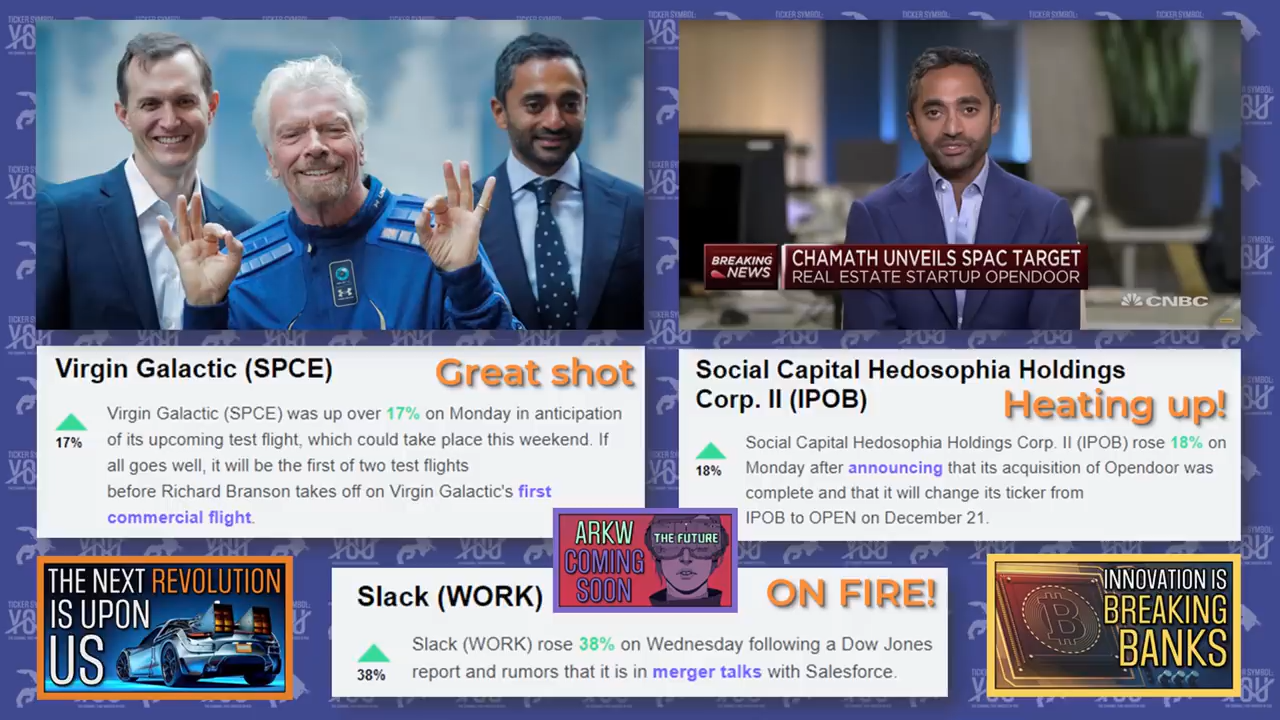 BREAKING
NEWS
CHAMATH UNVEILS SPAC TARGET
REAL ESTATE STARTUP OPENDOOR
CNBC
Virgin Galactic (SPCE)
Great shot
17%
Virgin Galactic (SPCE) was up over 17% on Monday in anticipation
of its upcoming test flight, which could take place this weekend. If
all goes well, it will be the first of two test flights
before Richard Branson takes off on Virgin Galactic's first
commercial flight.
Social Capital Hedosophia Holdings
Corp. II (IPOB)
Heating up!
18%
Social Capital Hedosophia Holdings Corp. II (IPOB) rose 18% on
Monday after announcing that its acquisition of Opendoor was
complete and that it will change its ticker from
IPOB to OPEN on December 21.
THE NEXT REVOLUTION
IS UPON
US
ARKW
COMING
SOON
THE FUTURE
Slack (WORK)
ON FIRE!
38%
Slack (WORK) rose 38% on Wednesday following a Dow Jones
report and rumors that it is in merger talks with Salesforce.
INNOVATION IS
BREAKING
BANKS
TICKER SYMBOL:
YOU